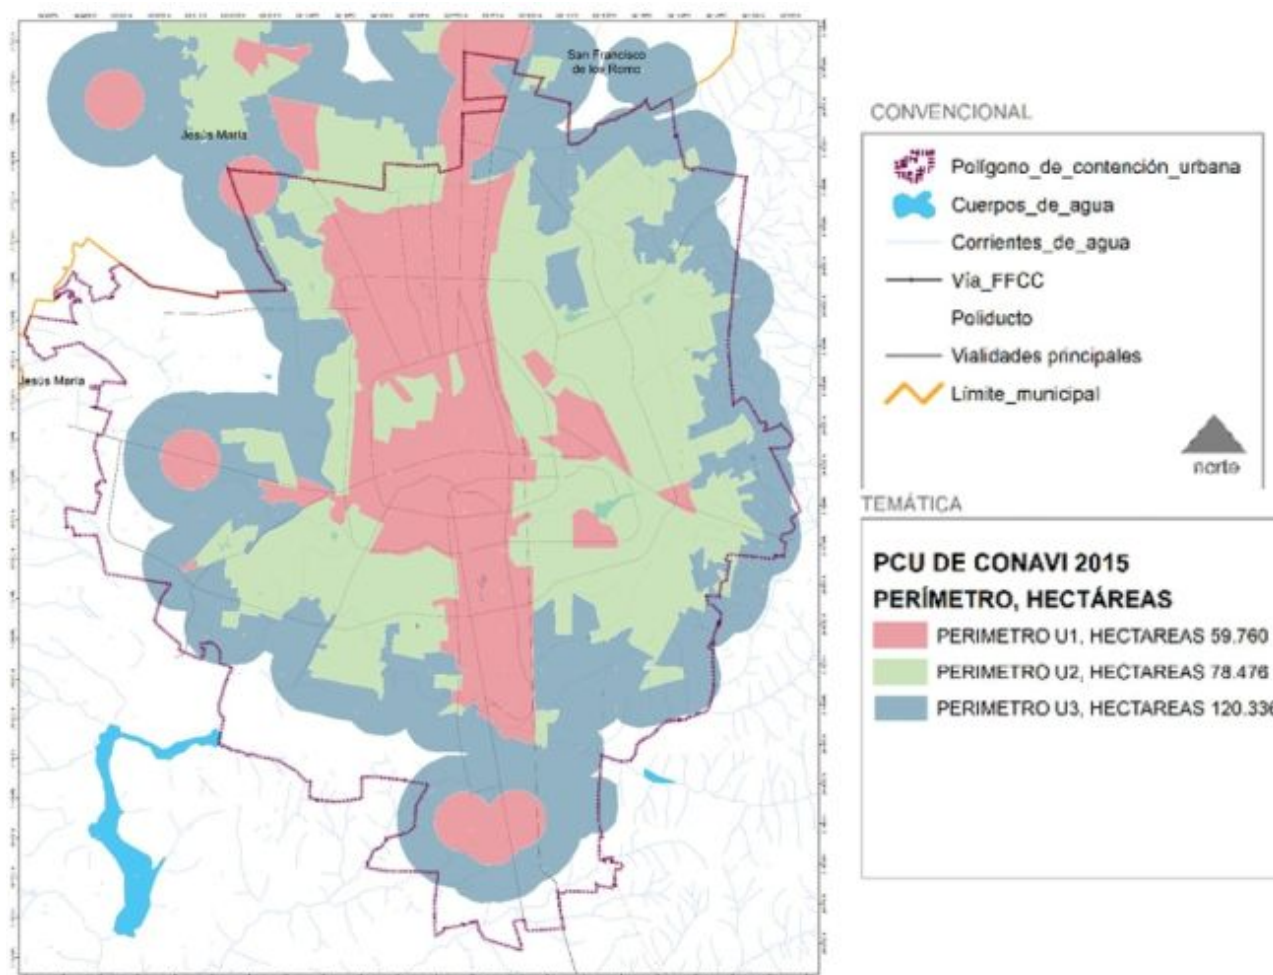 San Francisco
de los Romo
Jesús María
Jesús María
CONVENCIONAL
Polígono_de_contención_urbana
Cuerpos_de_agua
Corrientes_de_agua
Vía_FFCC
Poliducto
Vialidades principales
Límite_municipal
norte
TEMÁTICA
PCU DE CONAVI 2015
PERÍMETRO, HECTÁREAS
PERIMETRO U1, HECTAREAS 59.760
PERIMETRO U2, HECTAREAS 78.476
PERIMETRO U3, HECTAREAS 120.336